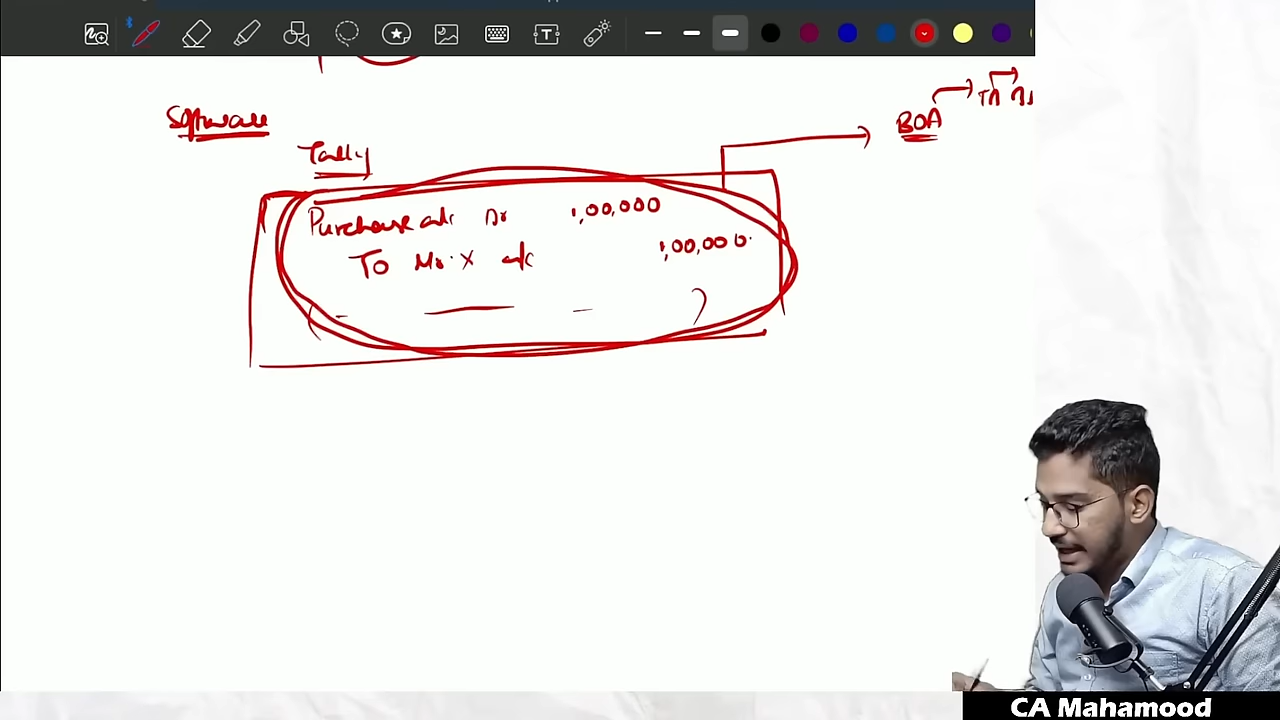 Software
BOA
Tally
Purchase a/c Dr 1,00,000
To Mr. X a/c 1,00,000
CA Mahamood